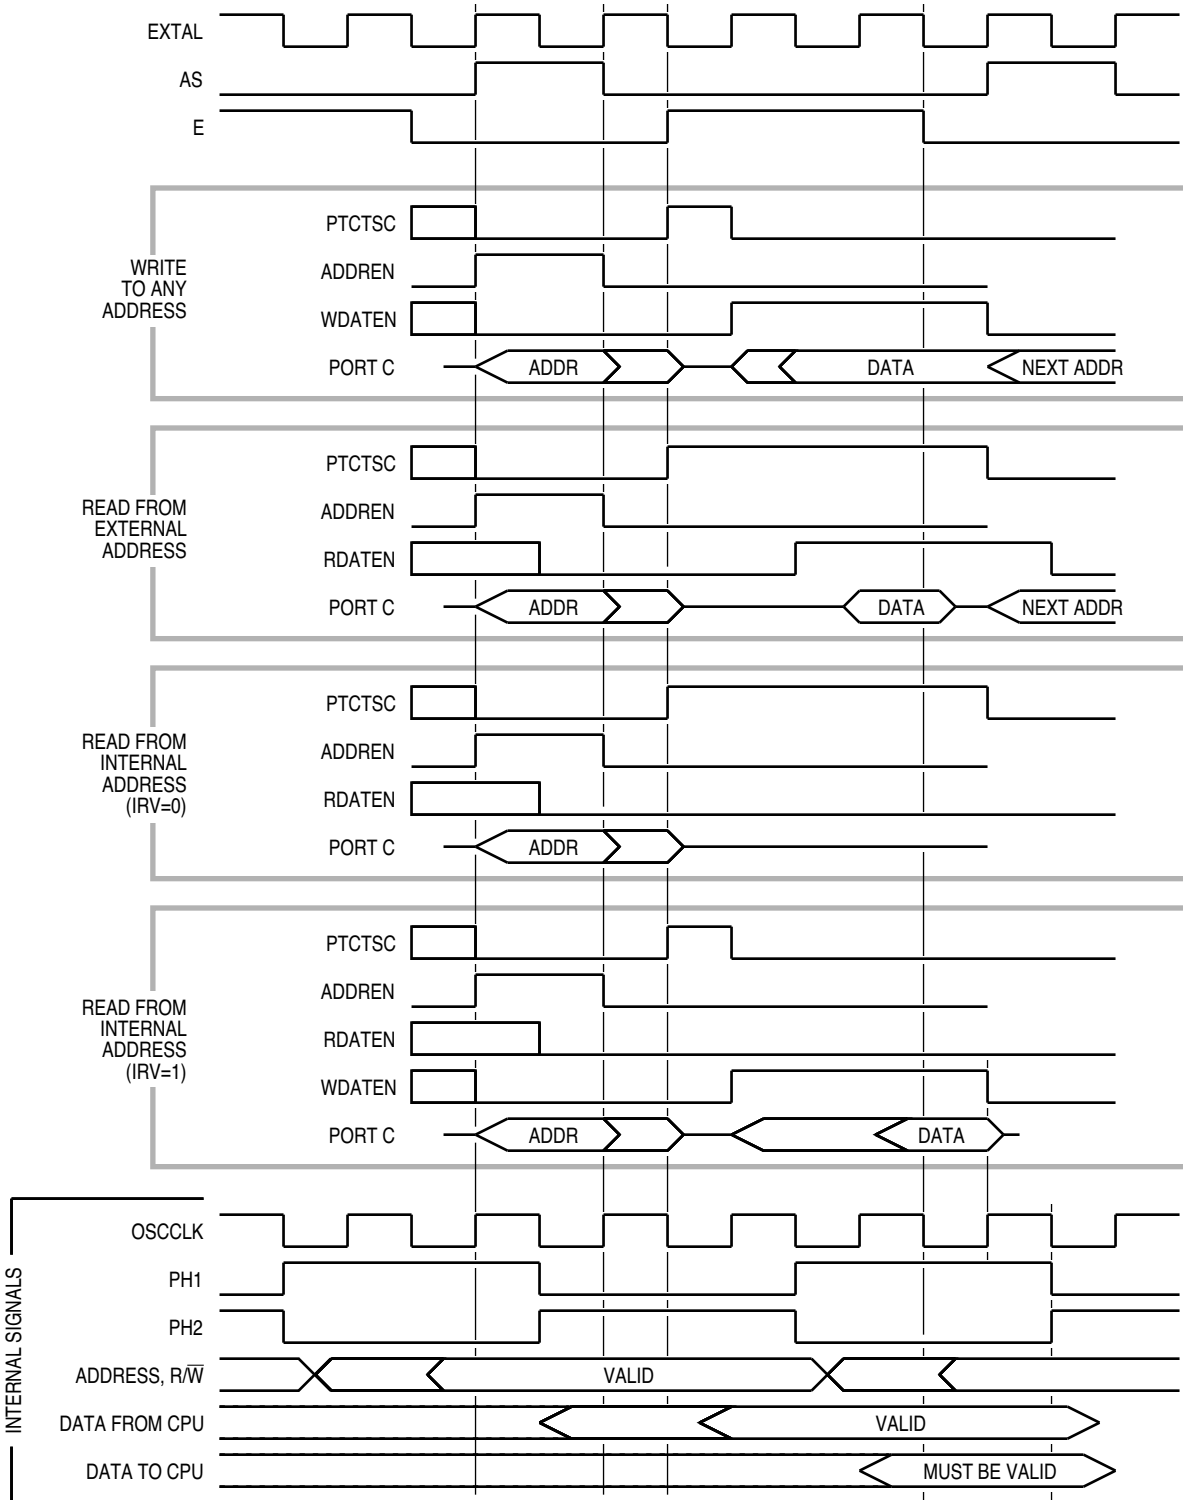 EXTAL
AS
E
WRITE
TO ANY
ADDRESS
PTCTSC
ADDREN
WDATEN
PORT C
ADDR
DATA
NEXT ADDR
READ FROM
EXTERNAL
ADDRESS
PTCTSC
ADDREN
RDATEN
PORT C
ADDR
DATA
NEXT ADDR
READ FROM
INTERNAL
ADDRESS
(IRV=0)
PTCTSC
ADDREN
RDATEN
PORT C
ADDR
READ FROM
INTERNAL
ADDRESS
(IRV=1)
PTCTSC
ADDREN
RDATEN
WDATEN
PORT C
ADDR
DATA
INTERNAL SIGNALS
OSCCLK
PH1
PH2
ADDRESS, R/W̅
VALID
DATA FROM CPU
VALID
DATA TO CPU
MUST BE VALID